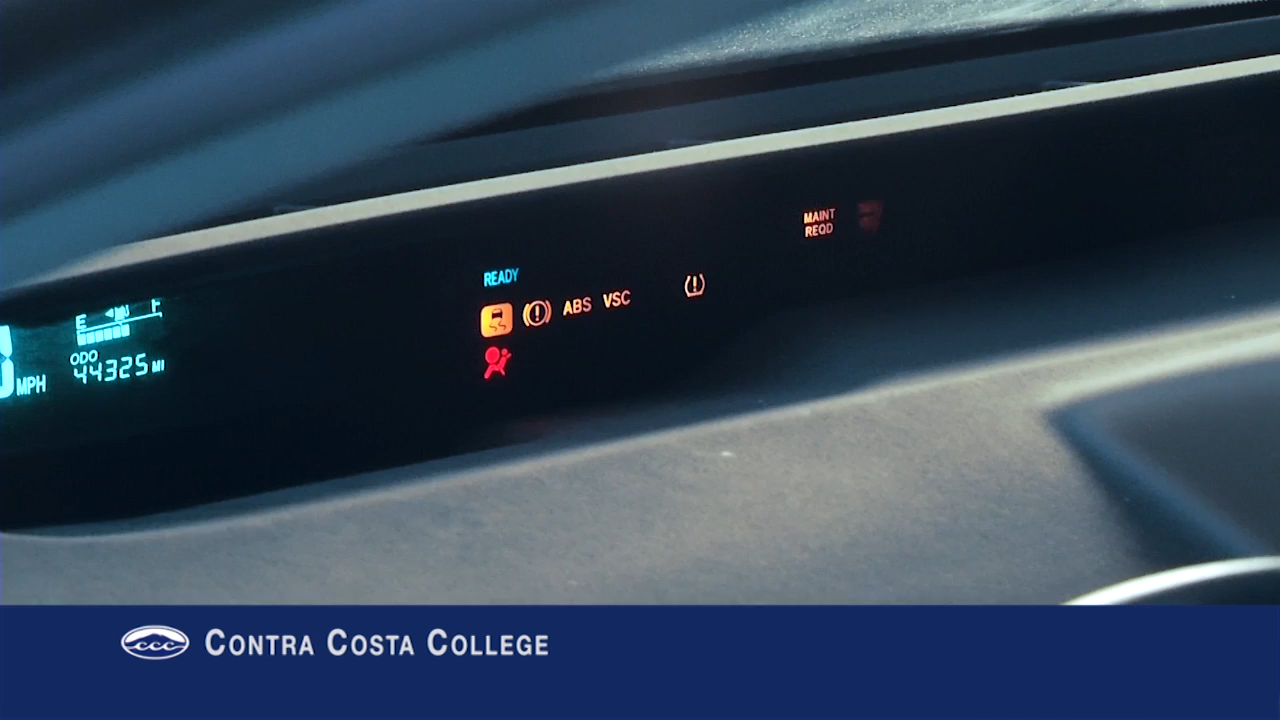 MAINT
REQD
READY
ABS VSC
E F
ODO
44325 MI
MPH
ccc CONTRA COSTA COLLEGE